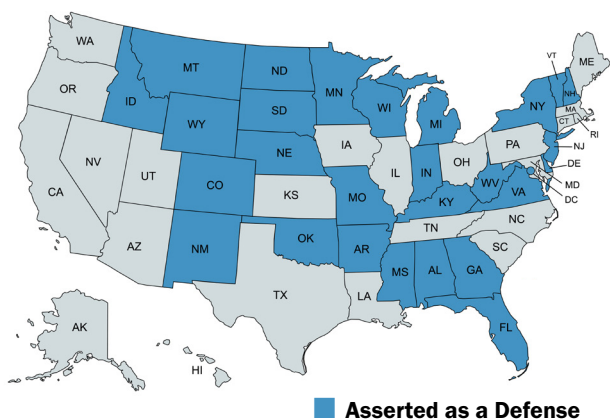 WA
MT
ND
MN
VT
ME
OR
ID
SD
WI
NH
NY
MA
WY
MI
CT
RI
IA
NE
PA
NJ
NV
IL
IN
OH
DE
UT
CO
WV
MD
CA
KS
MO
VA
DC
KY
NC
TN
AZ
NM
OK
AR
SC
MS
AL
GA
TX
LA
FL
AK
HI
Asserted as a Defense